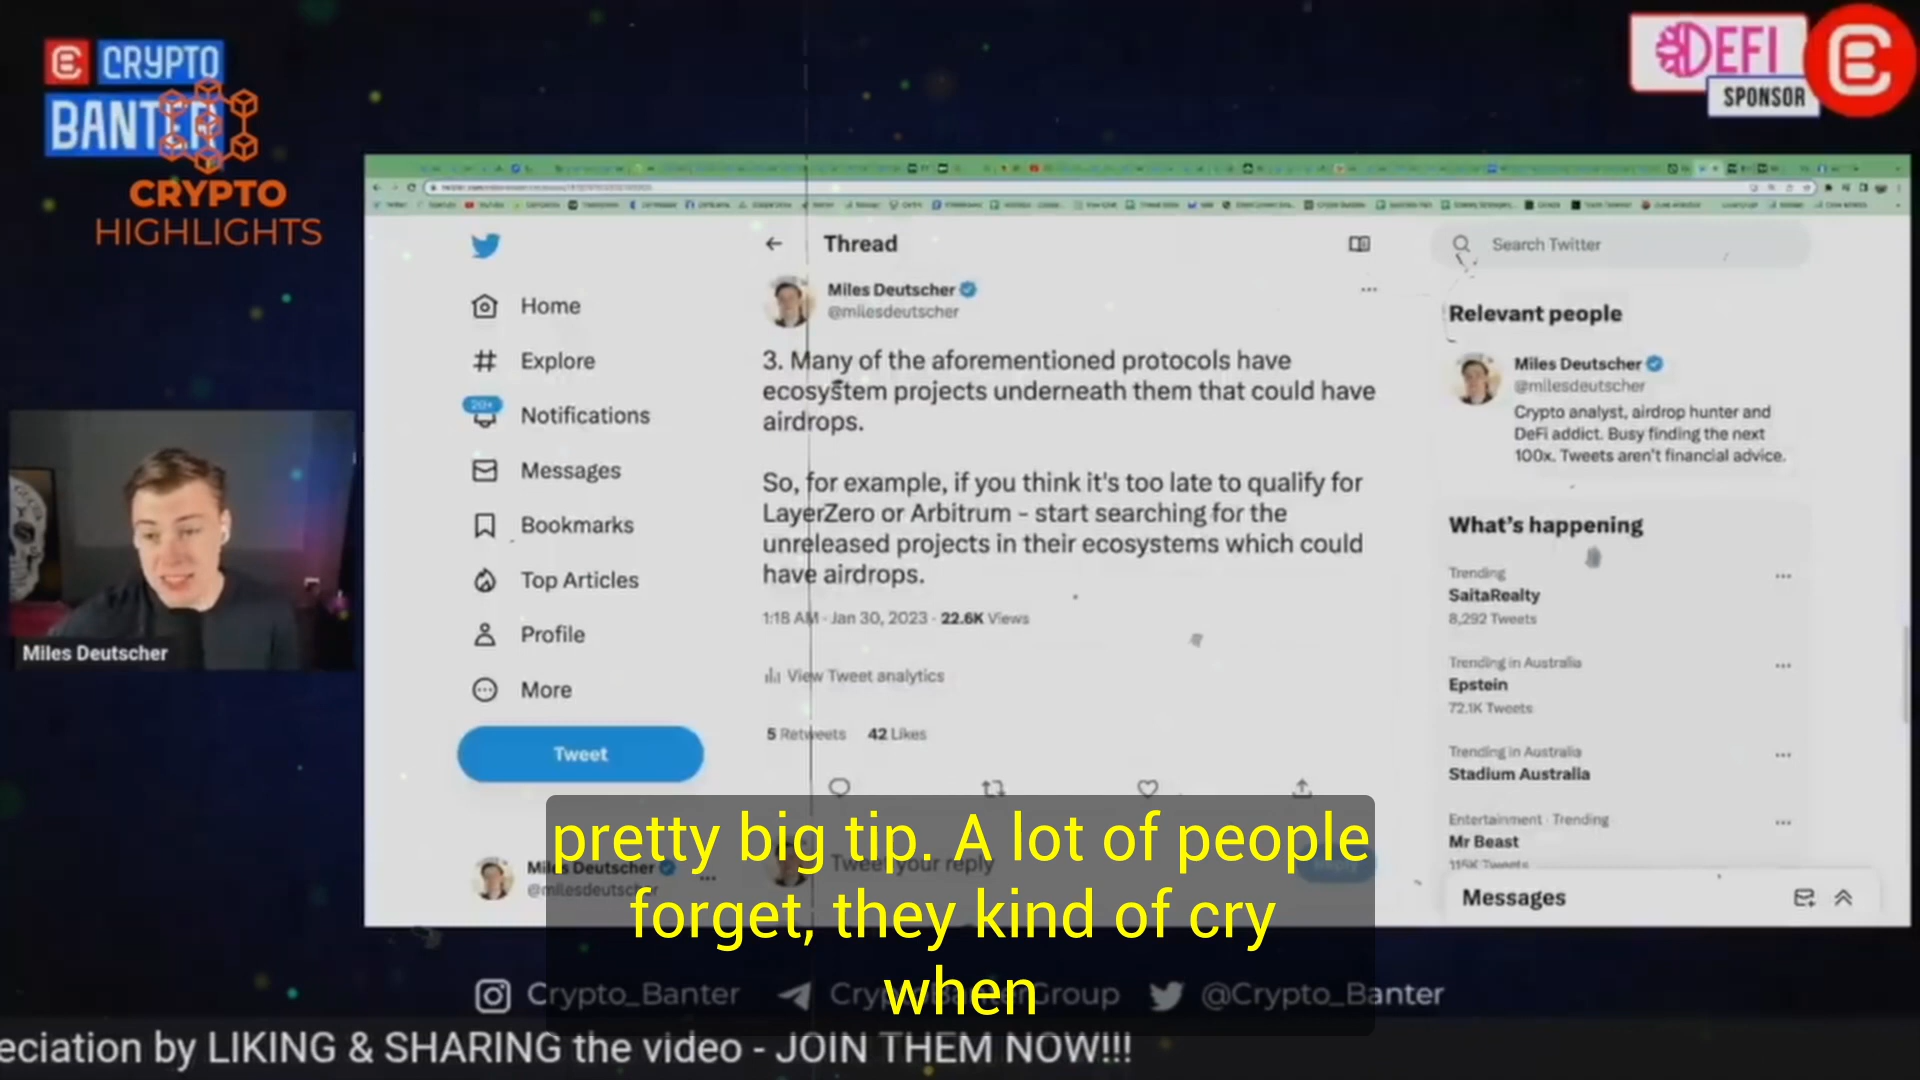 CRYPTO
BANTER
CRYPTO
HIGHLIGHTS
DEFI
SPONSOR
Thread
Search Twitter
Miles Deutscher
@milesdeutscher
Home
Explore
20+
Notifications
Messages
Bookmarks
Top Articles
Profile
More
Tweet
3. Many of the aforementioned protocols have
ecosystem projects underneath them that could have
airdrops.
So, for example, if you think it's too late to qualify for
LayerZero or Arbitrum - start searching for the
unreleased projects in their ecosystems which could
have airdrops.
1:18 AM · Jan 30, 2023 · 22.6K Views
View Tweet analytics
5 Retweets 42 Likes
Tweet your reply
Relevant people
Miles Deutscher
@milesdeutscher
Crypto analyst, airdrop hunter and
DeFi addict. Busy finding the next
100x. Tweets aren't financial advice.
What's happening
Trending
SaitaRealty
8,292 Tweets
Trending in Australia
Epstein
72.1K Tweets
Trending in Australia
Stadium Australia
Entertainment · Trending
Mr Beast
115K Tweets
Messages
Miles Deutscher
Miles Deutscher
@milesdeutscher
pretty big tip. A lot of people
forget, they kind of cry
when
Crypto_Banter CryptoBanterGroup @Crypto_Banter
eciation by LIKING & SHARING the video - JOIN THEM NOW!!!